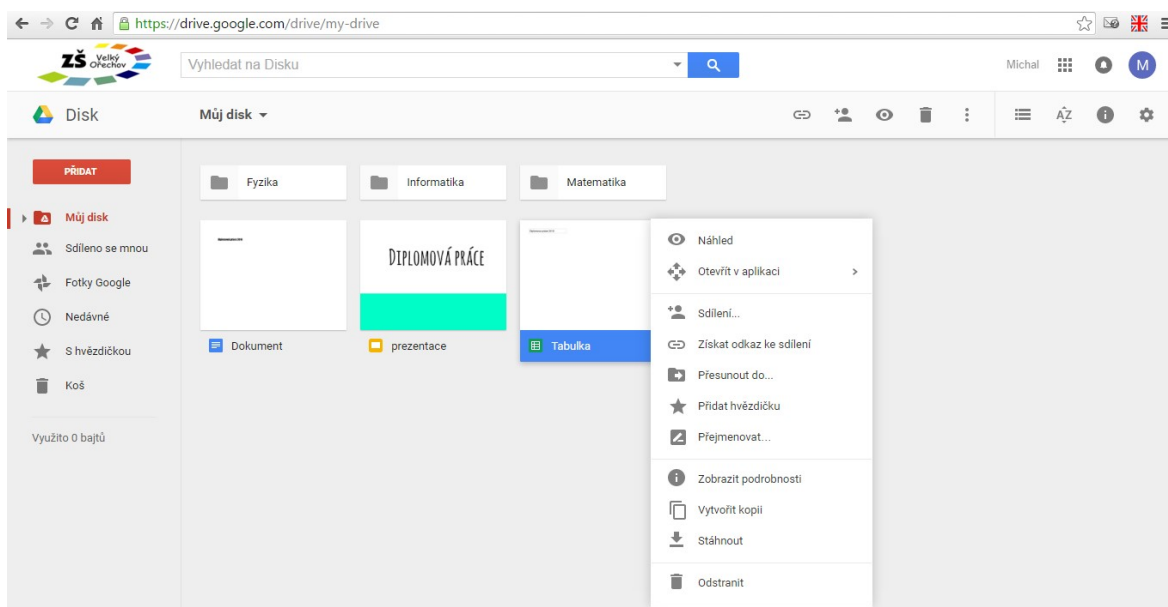 https://drive.google.com/drive/my-drive
ZŠ Velký
Ořechov
Vyhledat na Disku
Michal
M
Disk
Můj disk
AZ
PŘIDAT
Můj disk
Sdíleno se mnou
Fotky Google
Nedávné
S hvězdičkou
Koš
Využito 0 bajtů
Fyzika
Informatika
Matematika
DIPLOMOVÁ PRÁCE
Dokument
prezentace
Tabulka
Náhled
Otevřít v aplikaci
Sdílení...
Získat odkaz ke sdílení
Přesunout do...
Přidat hvězdičku
Přejmenovat...
Zobrazit podrobnosti
Vytvořit kopii
Stáhnout
Odstranit